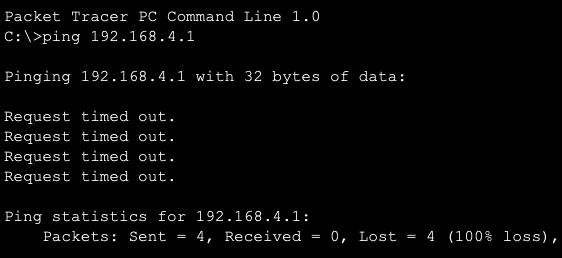 Packet Tracer PC Command Line 1.0
C:\>ping 192.168.4.1
Pinging 192.168.4.1 with 32 bytes of data:
Request timed out.
Request timed out.
Request timed out.
Request timed out.
Ping statistics for 192.168.4.1:
Packets: Sent = 4, Received = 0, Lost = 4 (100% loss),